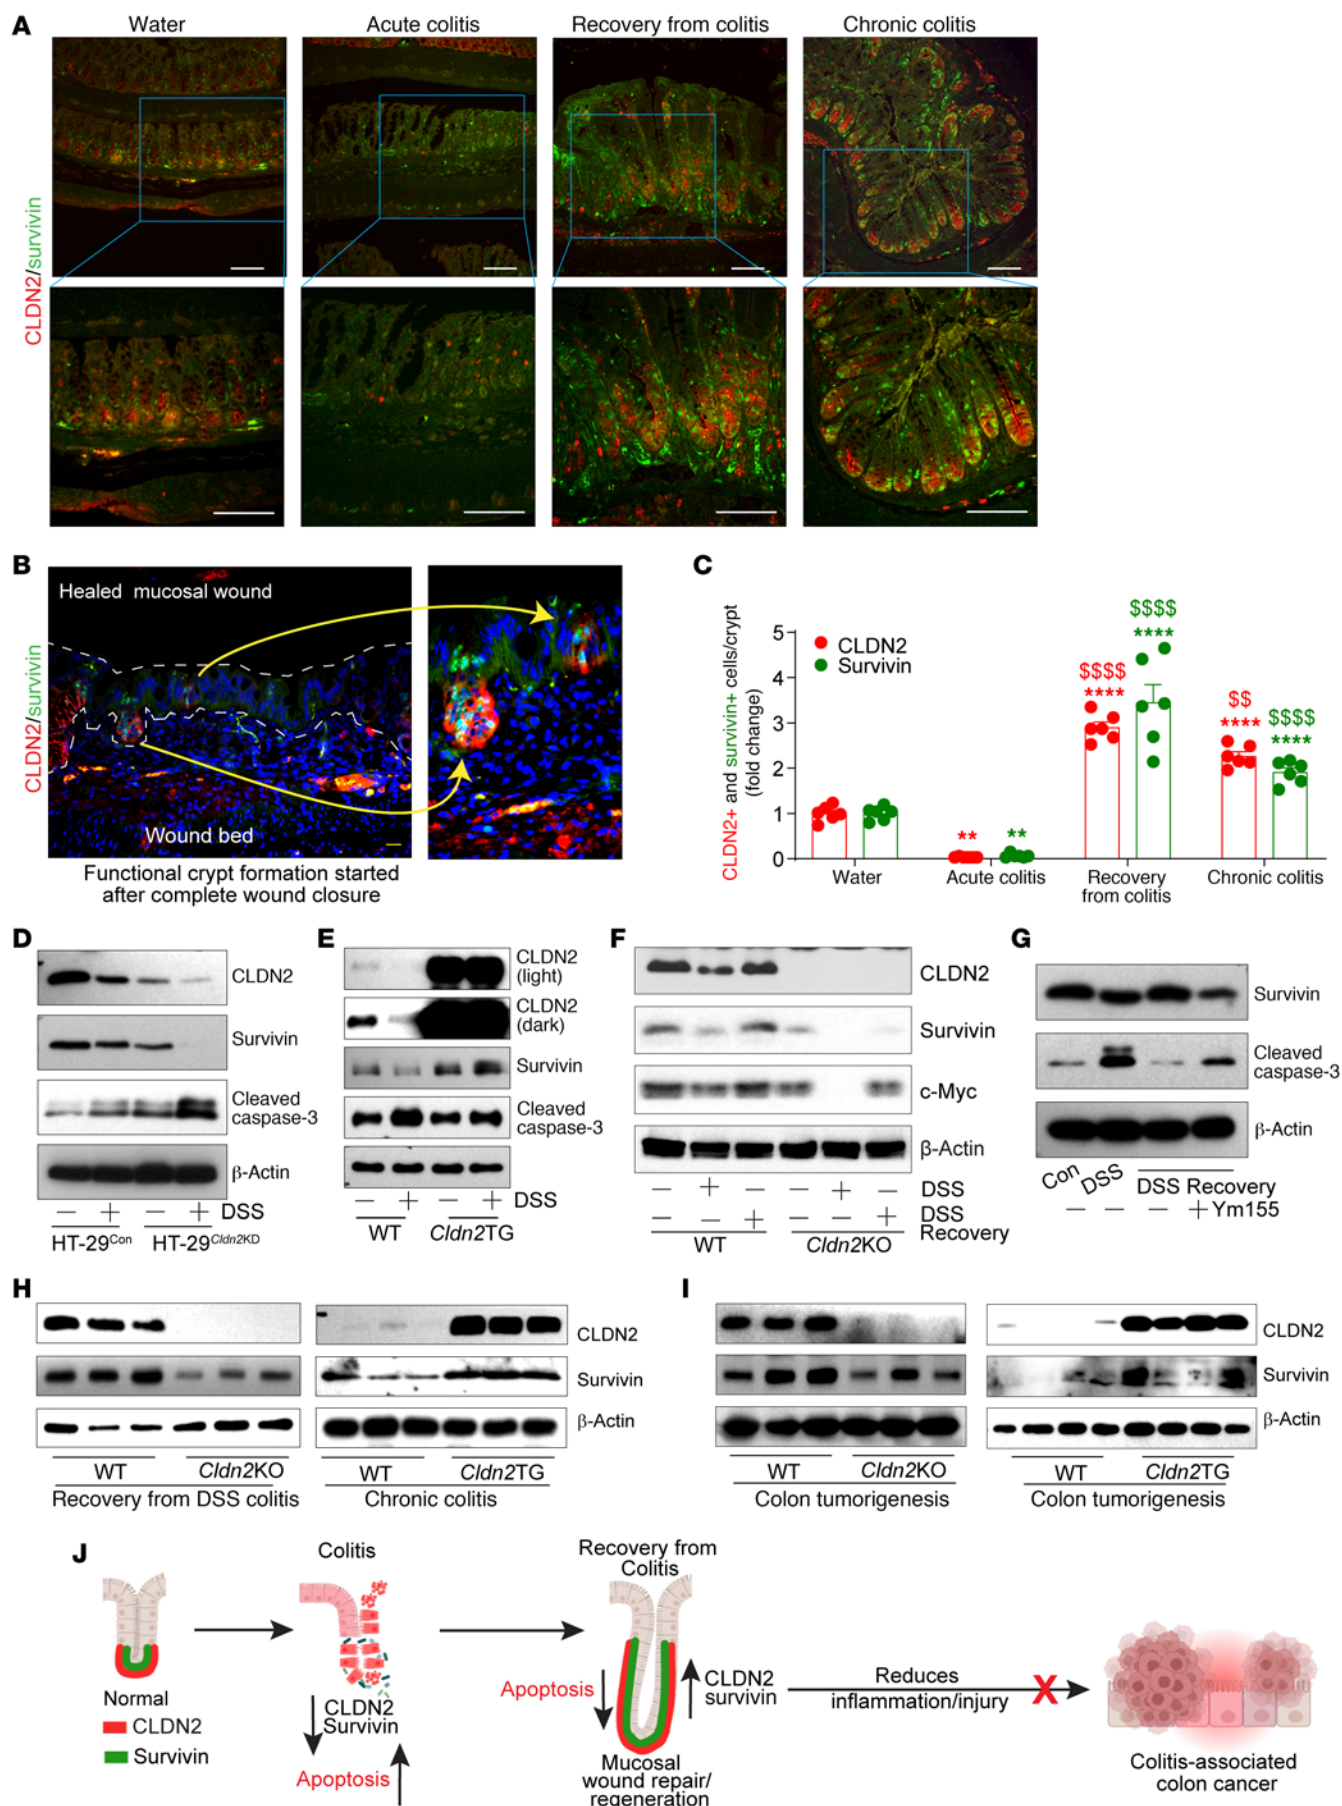 A
Water
Acute colitis
Recovery from colitis
Chronic colitis
CLDN2/survivin
B
Healed mucosal wound
CLDN2/survivin
Wound bed
Functional crypt formation started
after complete wound closure
C
CLDN2+ and survivin+ cells/crypt
(fold change)
5
4
3
2
1
0
CLDN2
Survivin
** **
$$$$ $$$$
**** ****
$$ $$$$
**** ****
Water
Acute colitis
Recovery
from colitis
Chronic colitis
D
CLDN2
Survivin
Cleaved
caspase-3
β-Actin
− + − + DSS
HT-29Con HT-29Cldn2KD
E
CLDN2
(light)
CLDN2
(dark)
Survivin
Cleaved
caspase-3
− + − + DSS
WT Cldn2TG
F
CLDN2
Survivin
c-Myc
β-Actin
− + − − + − DSS
− − + − − + DSS
Recovery
WT Cldn2KO
G
Survivin
Cleaved
caspase-3
β-Actin
Con DSS DSS Recovery
− − − + Ym155
H
CLDN2
Survivin
β-Actin
WT Cldn2KO
Recovery from DSS colitis
WT Cldn2TG
Chronic colitis
I
CLDN2
Survivin
β-Actin
WT Cldn2KO
Colon tumorigenesis
WT Cldn2TG
Colon tumorigenesis
J
Normal
CLDN2
Survivin
Colitis
CLDN2
Survivin
Apoptosis
Recovery from
Colitis
Apoptosis
CLDN2
survivin
Mucosal
wound repair/
regeneration
Reduces
inflammation/injury
X
Colitis-associated
colon cancer